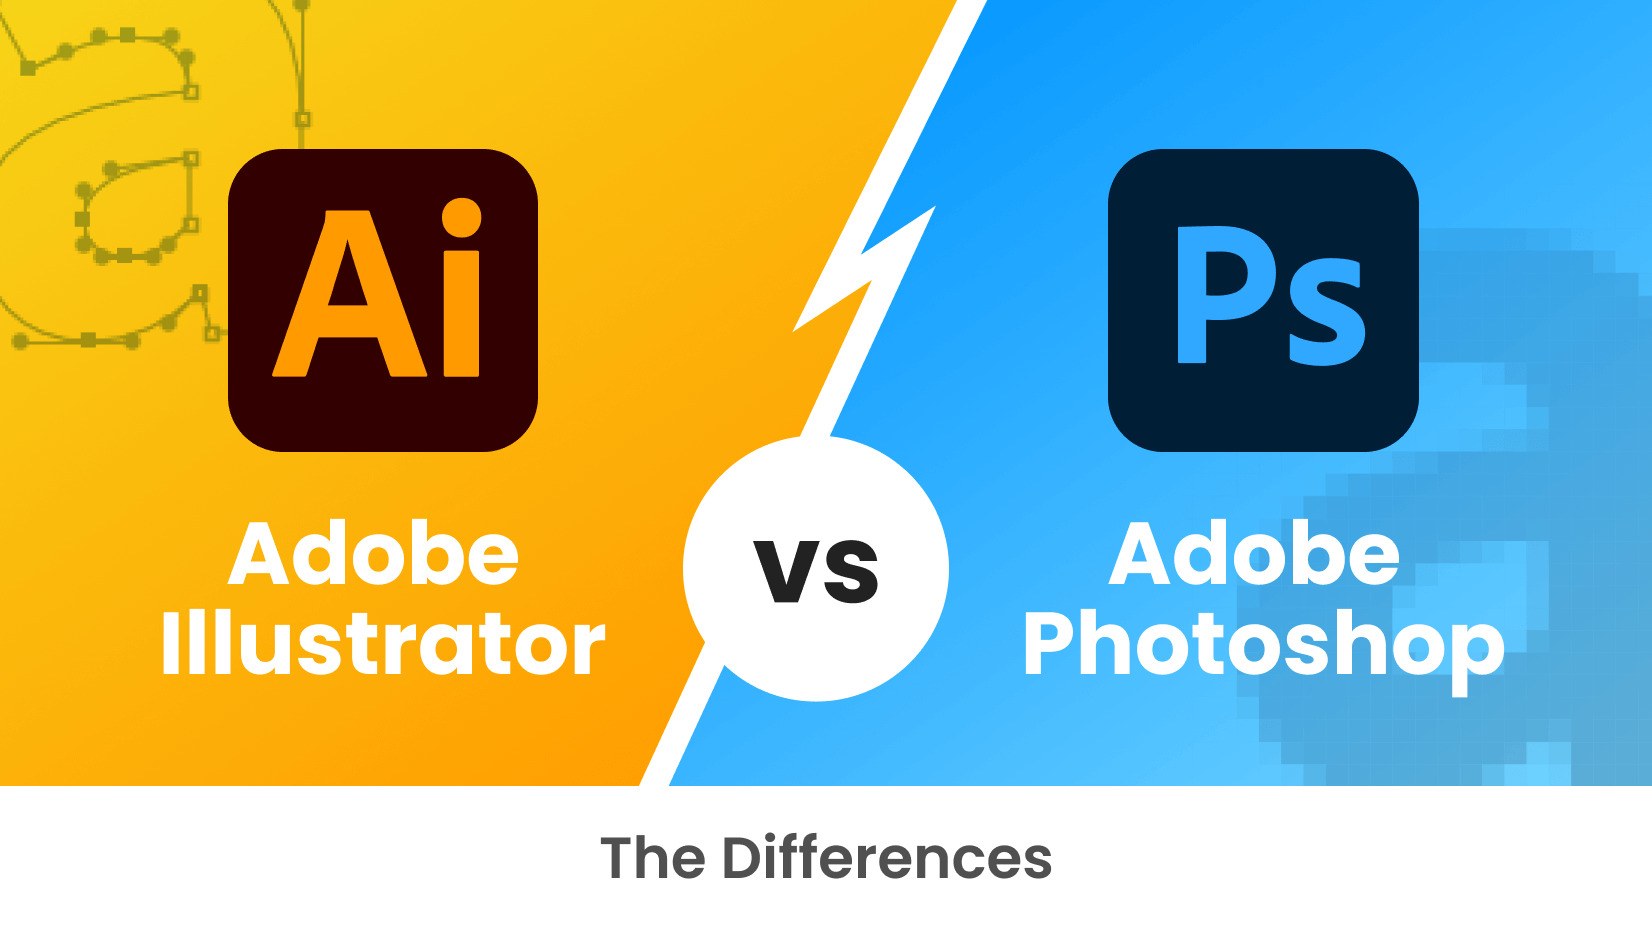 Ai
Adobe
Illustrator
vs
Ps
Adobe
Photoshop
The Differences